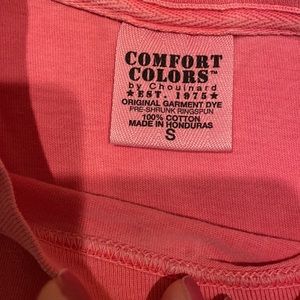 COMFORT
COLORS™
by Chouinard
★EST. 1975★
ORIGINAL GARMENT DYE
PRE-SHRUNK RINGSPUN
100% COTTON
MADE IN HONDURAS
S